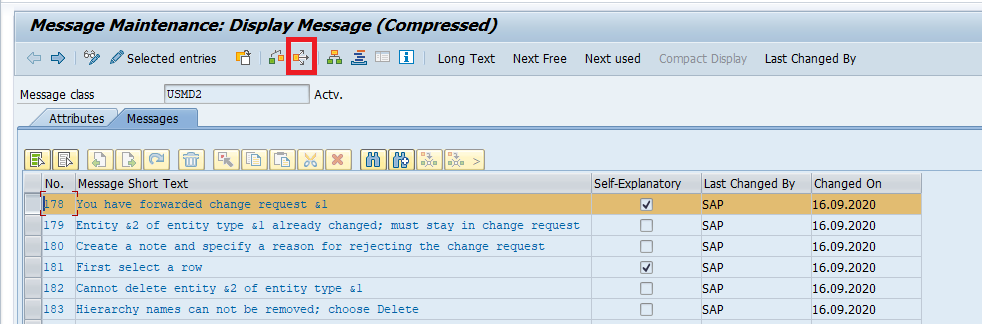 Message Maintenance: Display Message (Compressed)
Selected entries Long Text Next Free Next used Compact Display Last Changed By
Message class USMD2 Actv.
Attributes Messages
No. Message Short Text Self-Explanatory Last Changed By Changed On
178 You have forwarded change request &1 SAP 16.09.2020
179 Entity &2 of entity type &1 already changed; must stay in change request SAP 16.09.2020
180 Create a note and specify a reason for rejecting the change request SAP 16.09.2020
181 First select a row SAP 16.09.2020
182 Cannot delete entity &2 of entity type &1 SAP 16.09.2020
183 Hierarchy names can not be removed; choose Delete SAP 16.09.2020